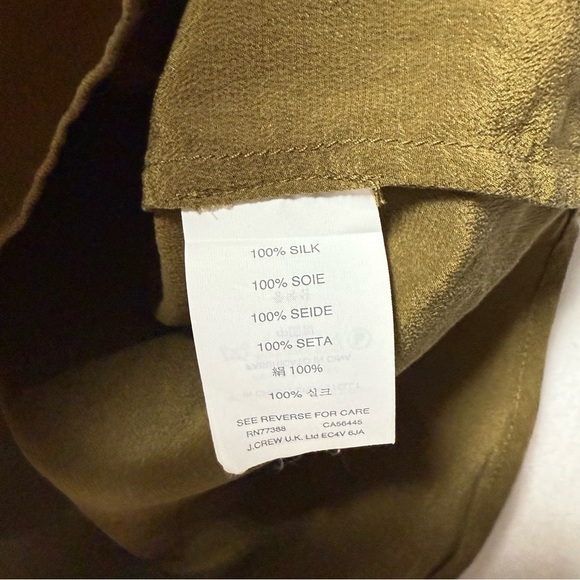 100% SILK
100% SOIE
100% SEIDE
100% SETA
絹 100%
100% 실크
SEE REVERSE FOR CARE
RN77388 CA56445
J.CREW U.K. Ltd EC4V 6JA